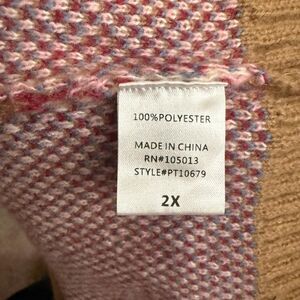 100%POLYESTER
MADE IN CHINA
RN#105013
STYLE#PT10679
2X